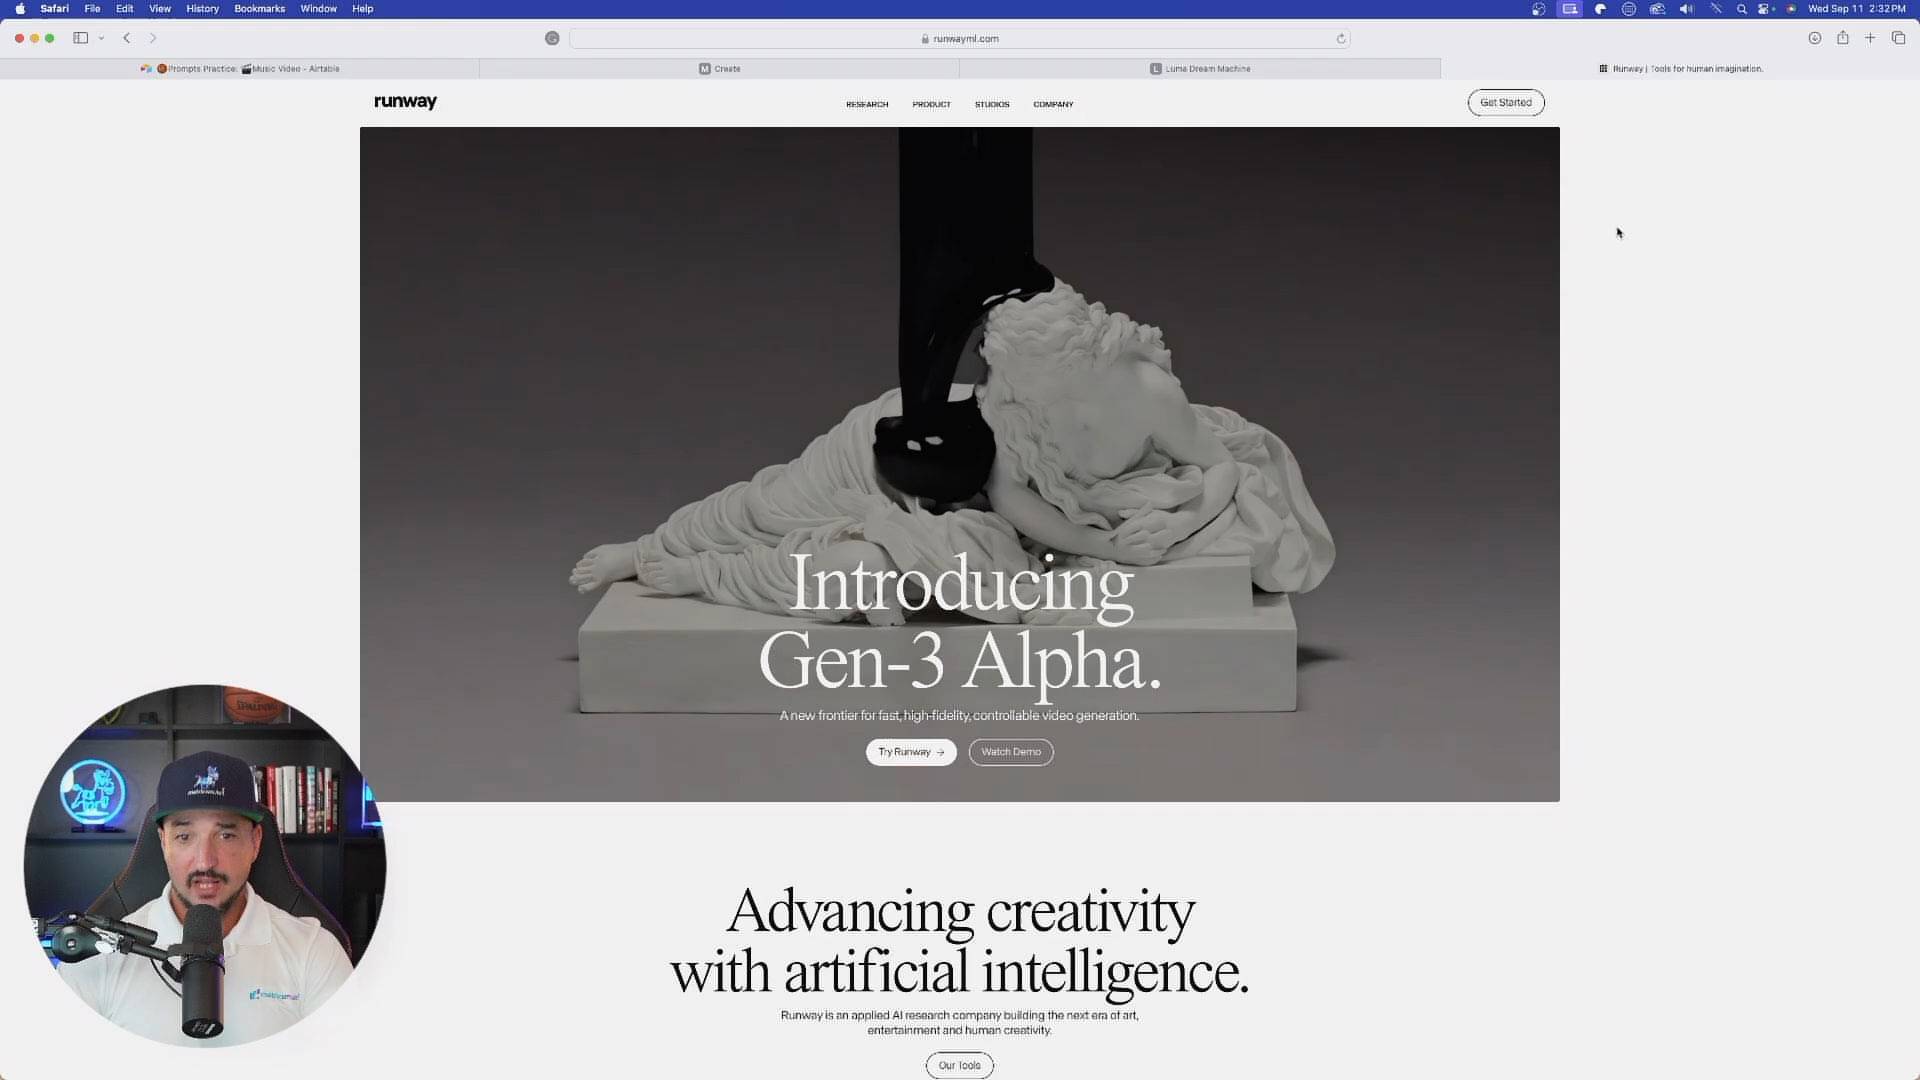 Safari File Edit View History Bookmarks Window Help
Wed Sep 11 2:32PM
runwayml.com
Prompts Practice: Music Video - Airtable
M Create
L Luma Dream Machine
Runway | Tools for human imagination.
runway
RESEARCH PRODUCT STUDIOS COMPANY
Get Started
Introducing
Gen-3 Alpha.
A new frontier for fast, high-fidelity, controllable video generation.
Try Runway →
Watch Demo
SPALDING
Advancing creativity
with artificial intelligence.
Runway is an applied AI research company building the next era of art,
entertainment and human creativity.
Our Tools